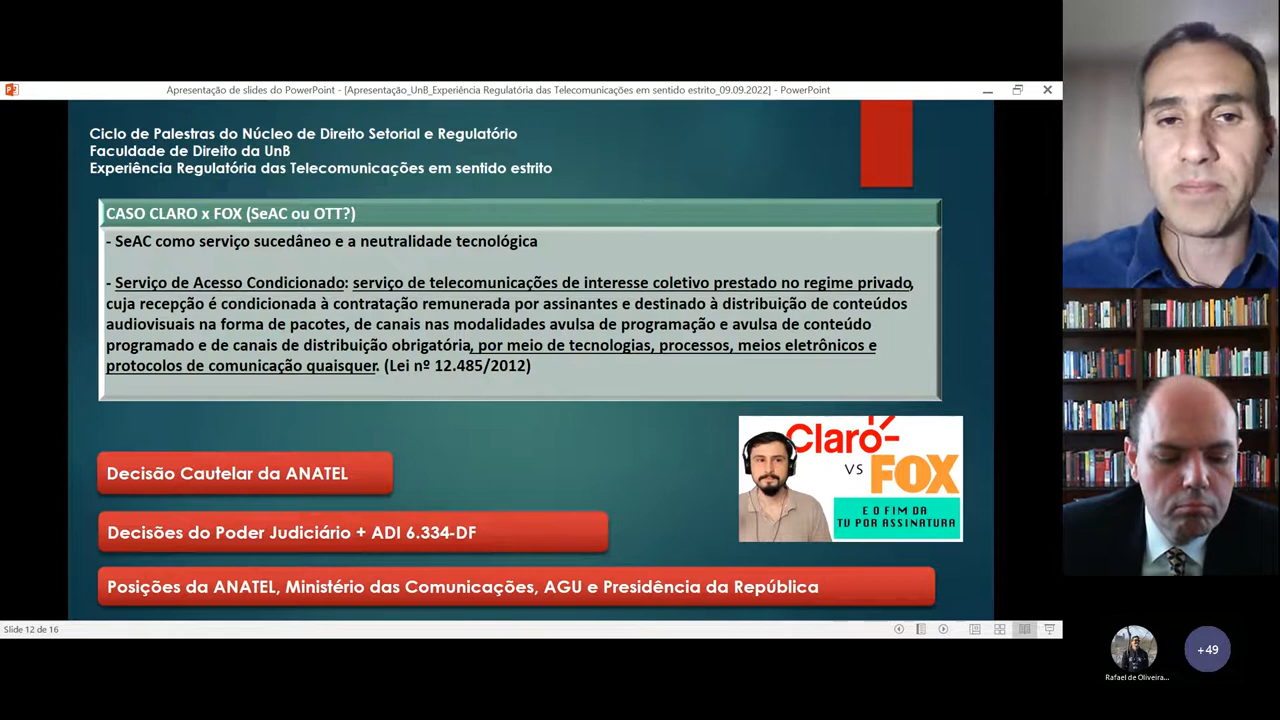 Apresentação de slides do PowerPoint - [Apresentação_UnB_Experiência Regulatória das Telecomunicações em sentido estrito_09.09.2022] - PowerPoint
Ciclo de Palestras do Núcleo de Direito Setorial e Regulatório
Faculdade de Direito da UnB
Experiência Regulatória das Telecomunicações em sentido estrito
CASO CLARO x FOX (SeAC ou OTT?)
- SeAC como serviço sucedâneo e a neutralidade tecnológica
- Serviço de Acesso Condicionado: serviço de telecomunicações de interesse coletivo prestado no regime privado,
cuja recepção é condicionada à contratação remunerada por assinantes e destinado à distribuição de conteúdos
audiovisuais na forma de pacotes, de canais nas modalidades avulsa de programação e avulsa de conteúdo
programado e de canais de distribuição obrigatória, por meio de tecnologias, processos, meios eletrônicos e
protocolos de comunicação quaisquer. (Lei nº 12.485/2012)
Claro
VS FOX
E O FIM DA
TV POR ASSINATURA
Decisão Cautelar da ANATEL
Decisões do Poder Judiciário + ADI 6.334-DF
Posições da ANATEL, Ministério das Comunicações, AGU e Presidência da República
Slide 12 de 16
+49
Rafael de Oliveira...